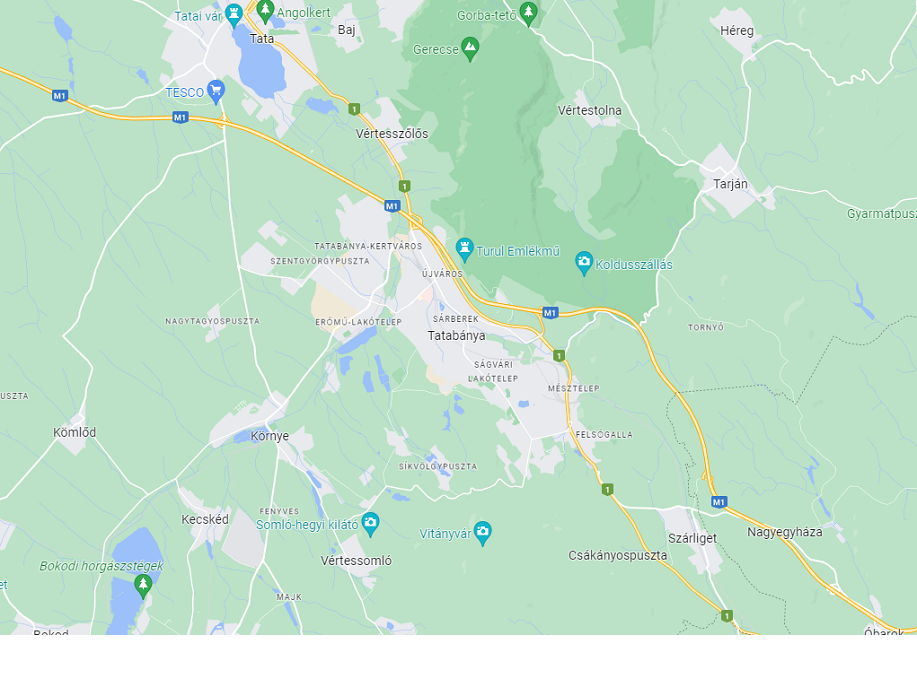 Tatai vár
Angolkert
Tata
Baj
Gorba-tető
Héreg
Gerecse
TESCO
M1
M1
1
Vértestolna
Vértesszőlős
1
Tarján
M1
Gyarmatpusz
TATABÁNYA-KERTVÁROS
Turul Emlékmű
SZENTGYÖRGYPUSZTA
Koldusszállás
ÚJVÁROS
M1
NAGYTAGYOSPUSZTA
ERŐMŰ-LAKÓTELEP
SÁRBEREK
TORNYÓ
Tatabánya
1
SÁGVÁRI
LAKÓTELEP
MÉSZTELEP
USZTA
Kömlőd
Környe
FELSŐGALLA
SÍKVÖLGYPUSZTA
1
M1
FENYVES
Kecskéd
Somló-hegyi kilátó
Vitányvár
Szárliget
Nagyegyháza
Csákányospuszta
Vértessomló
Bokodi horgászstégek
et
MAJK
1
Bokod
Óbarok